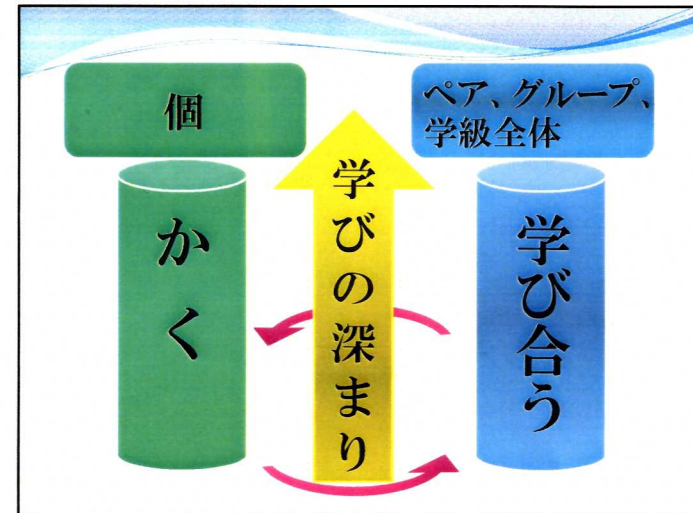 個
ペア、グループ、
学級全体
かく
学びの深まり
学び合う